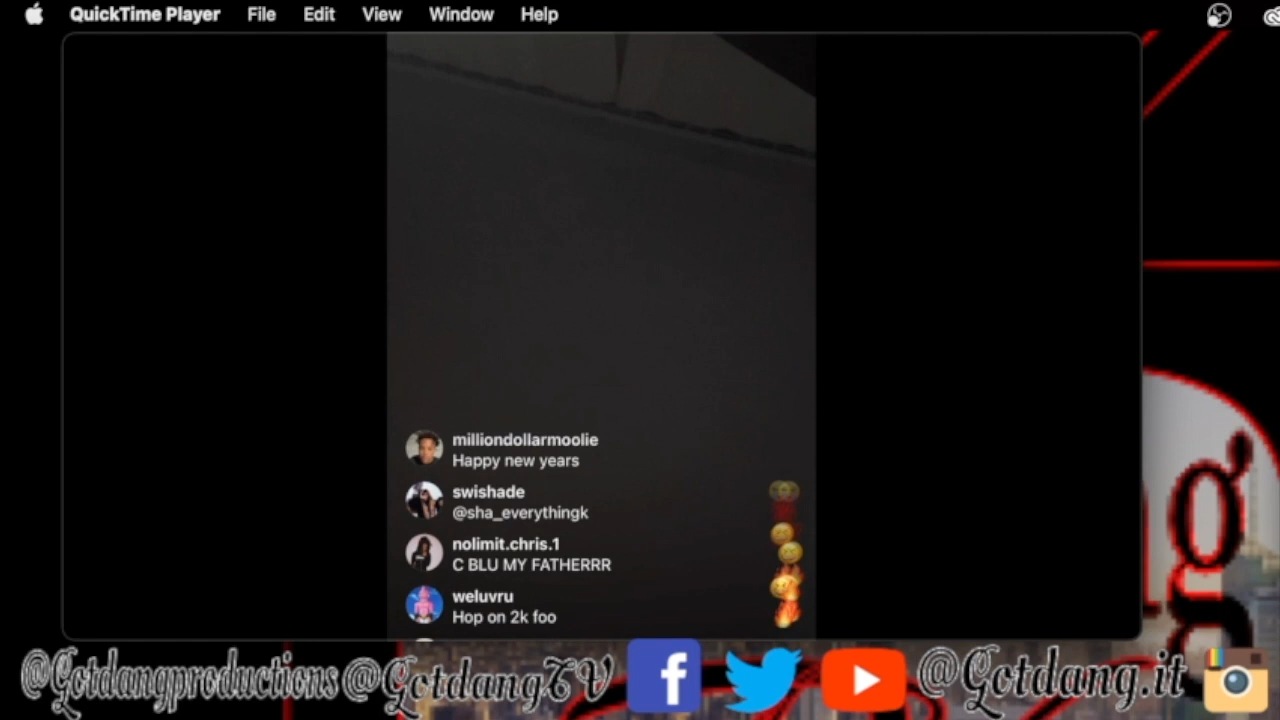 QuickTime Player File Edit View Window Help
milliondollarmoolie
Happy new years
swishade
@sha_everythingk
nolimit.chris.1
C BLU MY FATHERRR
weluvru
Hop on 2k foo
@Gotdangproductions @GotdangTV @Gotdang.it